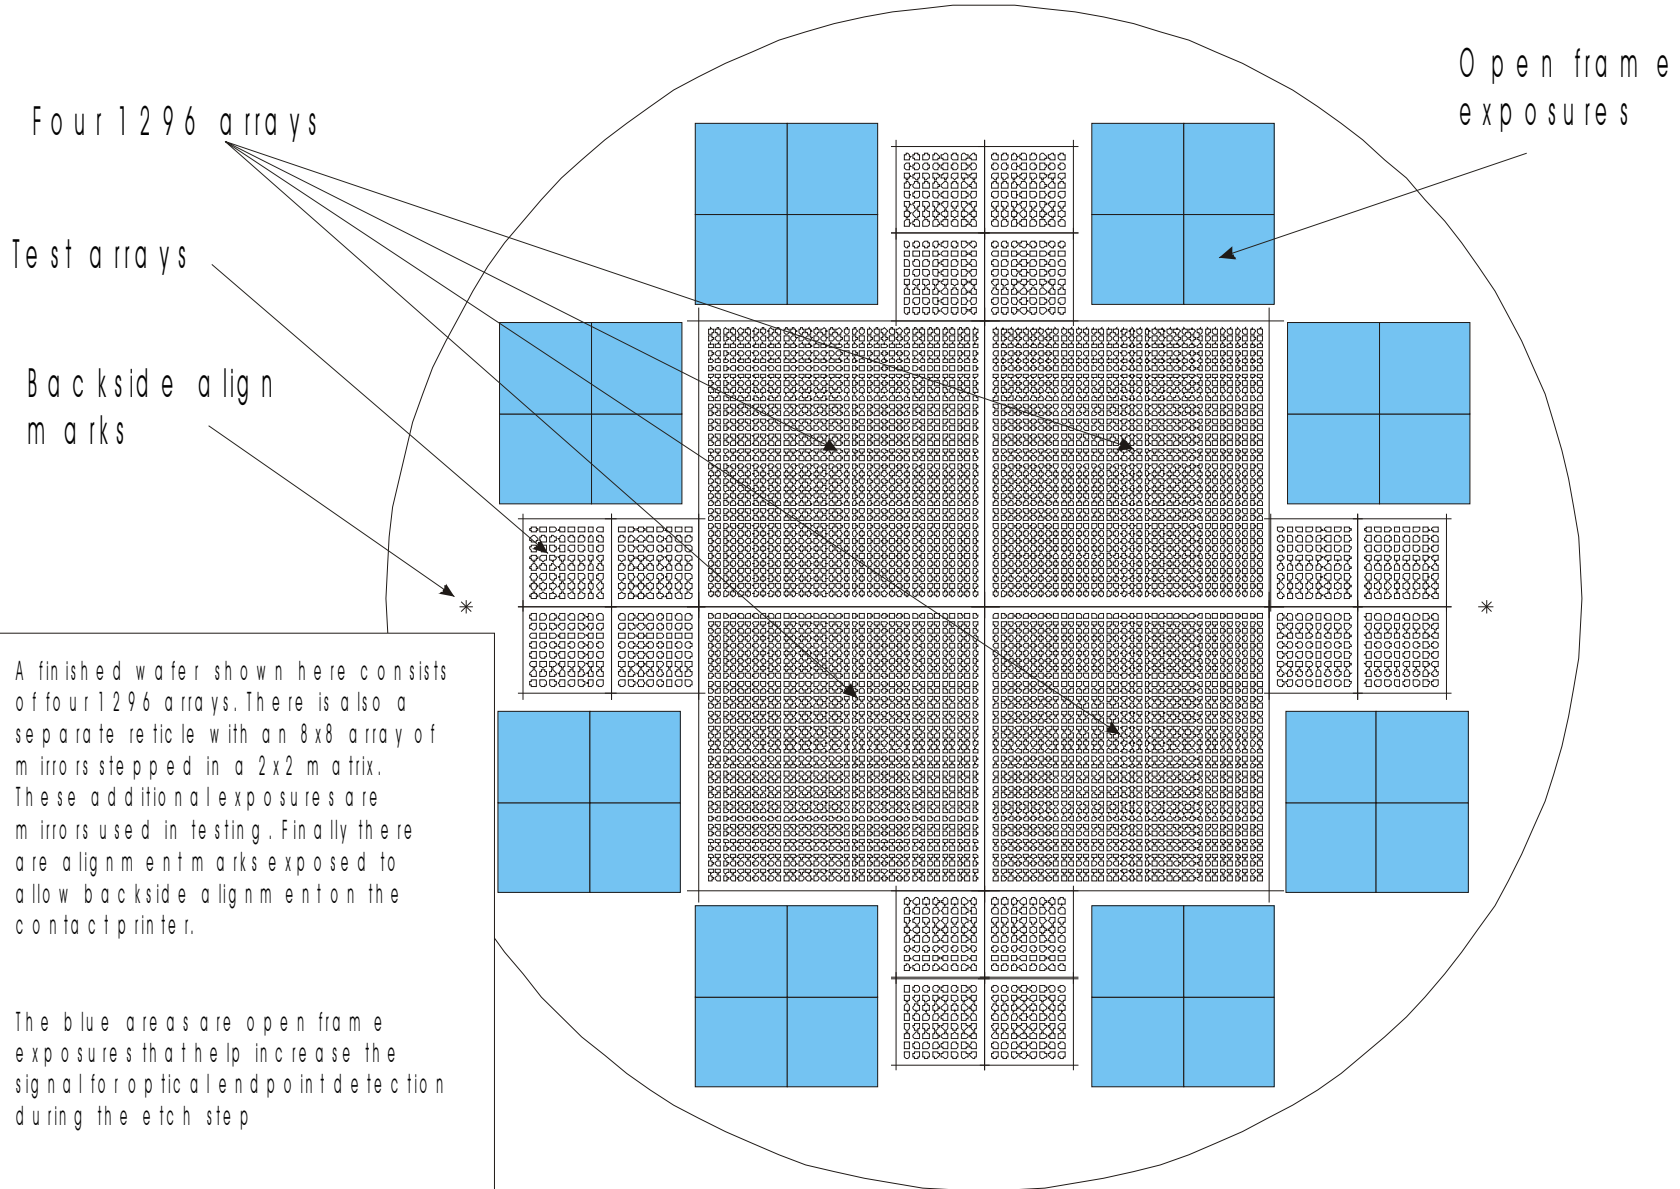 Four 1296 arrays
Open frame
exposures
Test arrays
Backside align
marks
A finished wafer shown here consists
of four 1296 arrays. There is also a
separate reticle with an 8x8 array of
mirrors stepped in a 2x2 matrix.
These additional exposures are
mirrors used in testing. Finally there
are alignment marks exposed to
allow backside alignment on the
contact printer.
The blue areas are open frame
exposures that help increase the
signal for optical endpoint detection
during the etch step